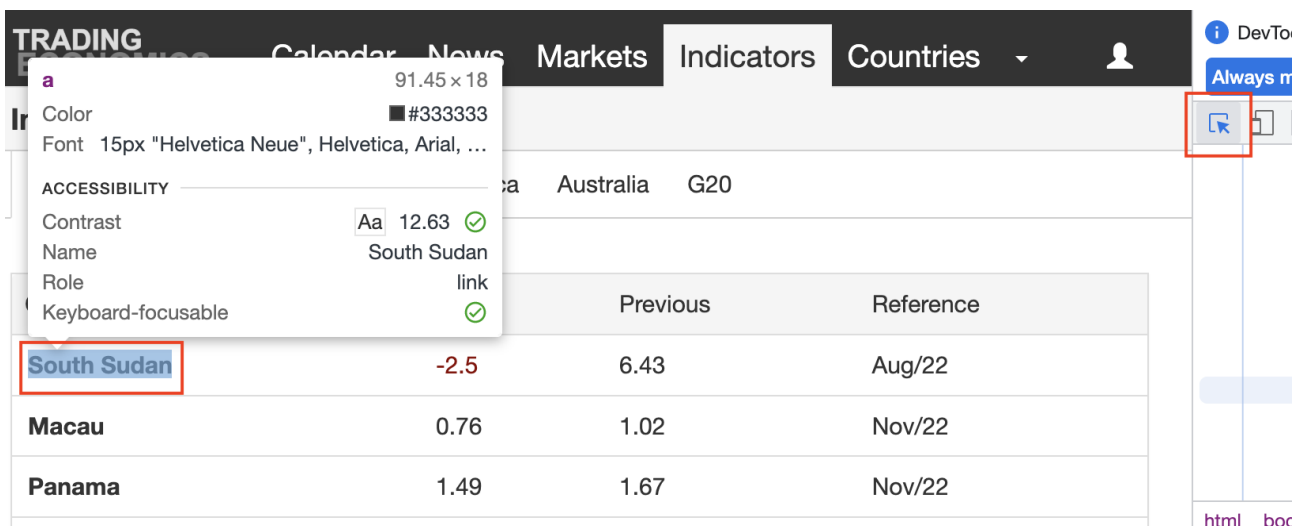 TRADING
Calendar News Markets Indicators Countries
DevToo
Always m
a 91.45×18
Color #333333
Font 15px "Helvetica Neue", Helvetica, Arial, ...
ACCESSIBILITY
Contrast Aa 12.63
Name South Sudan
Role link
Keyboard-focusable
Australia G20
Previous Reference
South Sudan -2.5 6.43 Aug/22
Macau 0.76 1.02 Nov/22
Panama 1.49 1.67 Nov/22
html